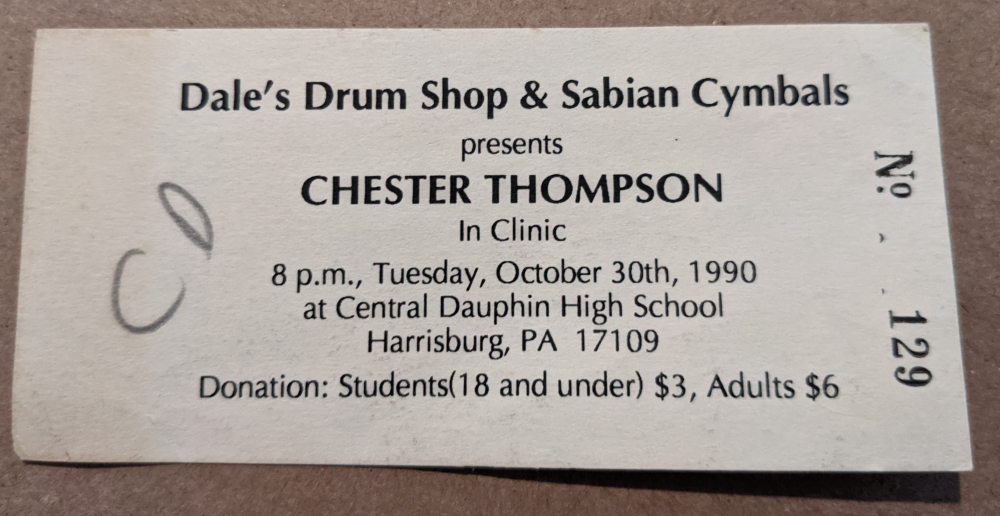 Dale's Drum Shop & Sabian Cymbals
presents
CHESTER THOMPSON
In Clinic
8 p.m., Tuesday, October 30th, 1990
at Central Dauphin High School
Harrisburg, PA 17109
Donation: Students(18 and under) $3, Adults $6
CD
Nº 129